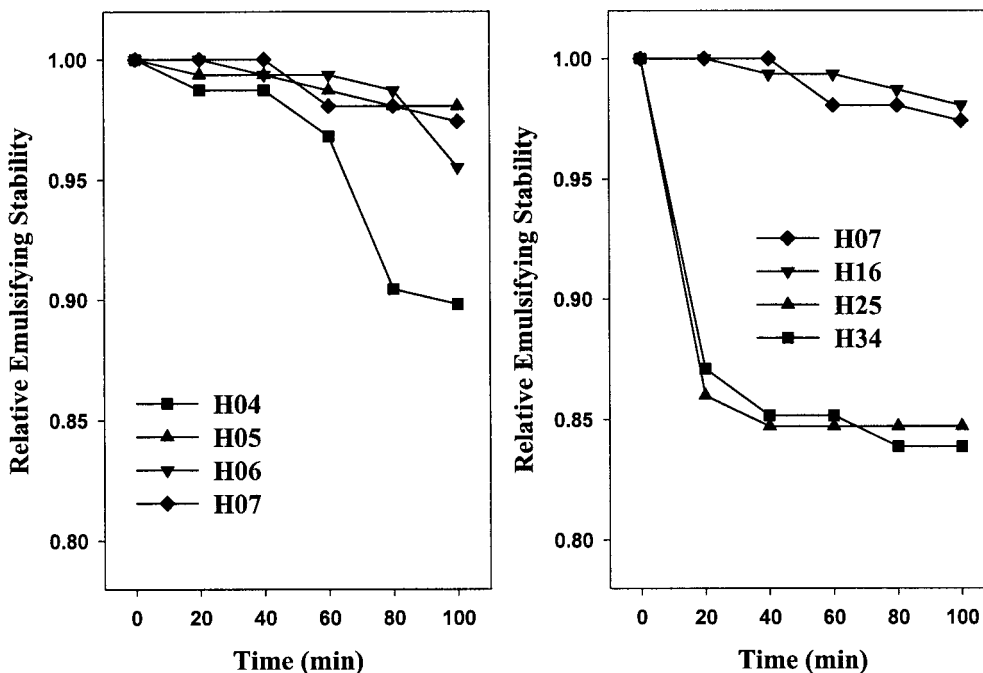 Relative Emulsifying Stability
1.00
0.95
0.90
0.85
0.80
H04
H05
H06
H07
0 20 40 60 80 100
Time (min)
Relative Emulsifying Stability
1.00
0.95
0.90
0.85
0.80
H07
H16
H25
H34
0 20 40 60 80 100
Time (min)